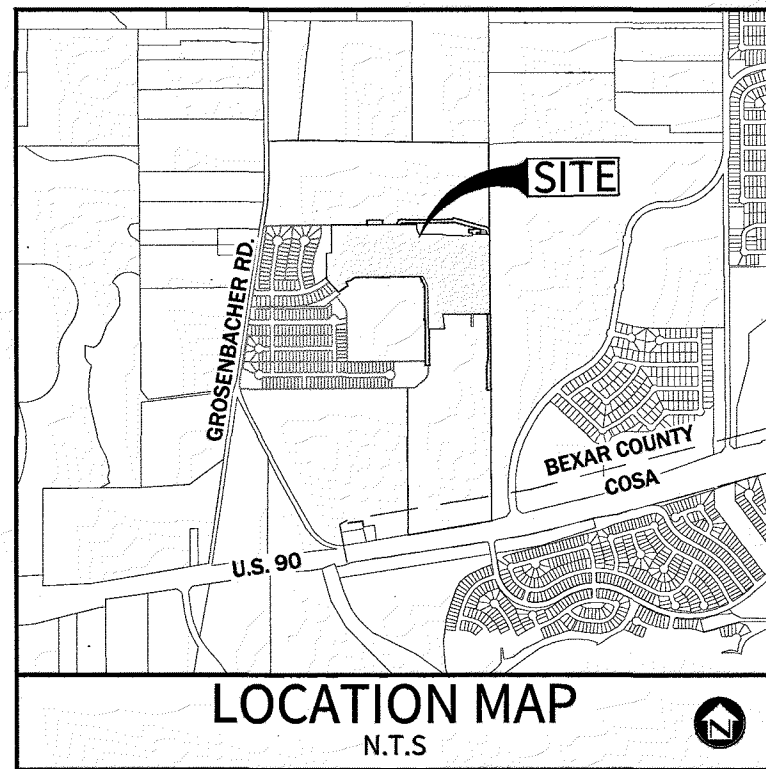 SITE
GROSENBACHER RD.
BEXAR COUNTY
COSA
U.S. 90
LOCATION MAP
N.T.S
N